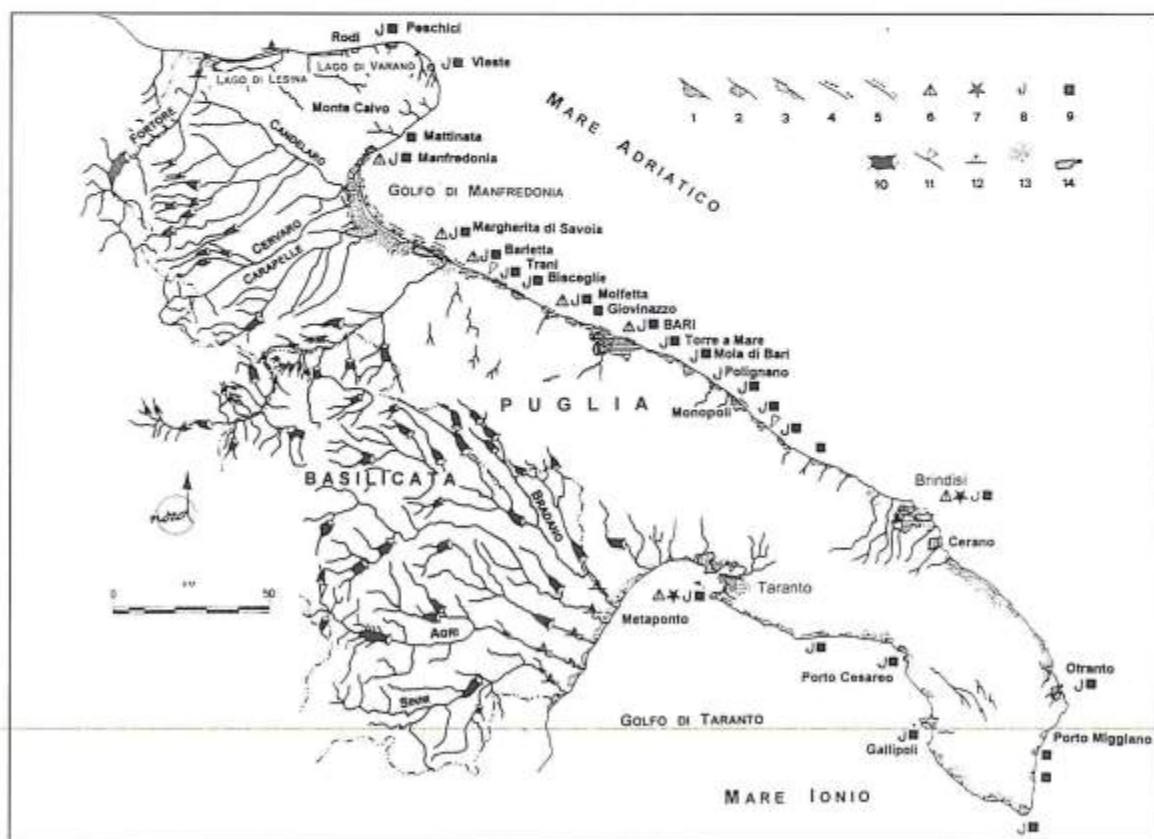 Peschici
Rodi
Vieste
LAGO DI LESINA
LAGO DI VARANO
Monte Calvo
MARE ADRIATICO
1 2 3 4 5 6 7 8 9
10 11 12 13 14
FORTORE
CANDELARO
Mattinata
Manfredonia
GOLFO DI MANFREDONIA
CERVARO
CARAPELLE
Margherita di Savoia
Barletta
Trani
Bisceglie
Molfetta
Giovinazzo
BARI
Torre a Mare
Mola di Bari
Polignano
Monopoli
PUGLIA
BASILICATA
BRADANO
Brindisi
Cerano
0 50
Taranto
Metaponto
AGRI
SINNI
Porto Cesareo
Otranto
GOLFO DI TARANTO
Gallipoli
Porto Miggiano
MARE IONIO